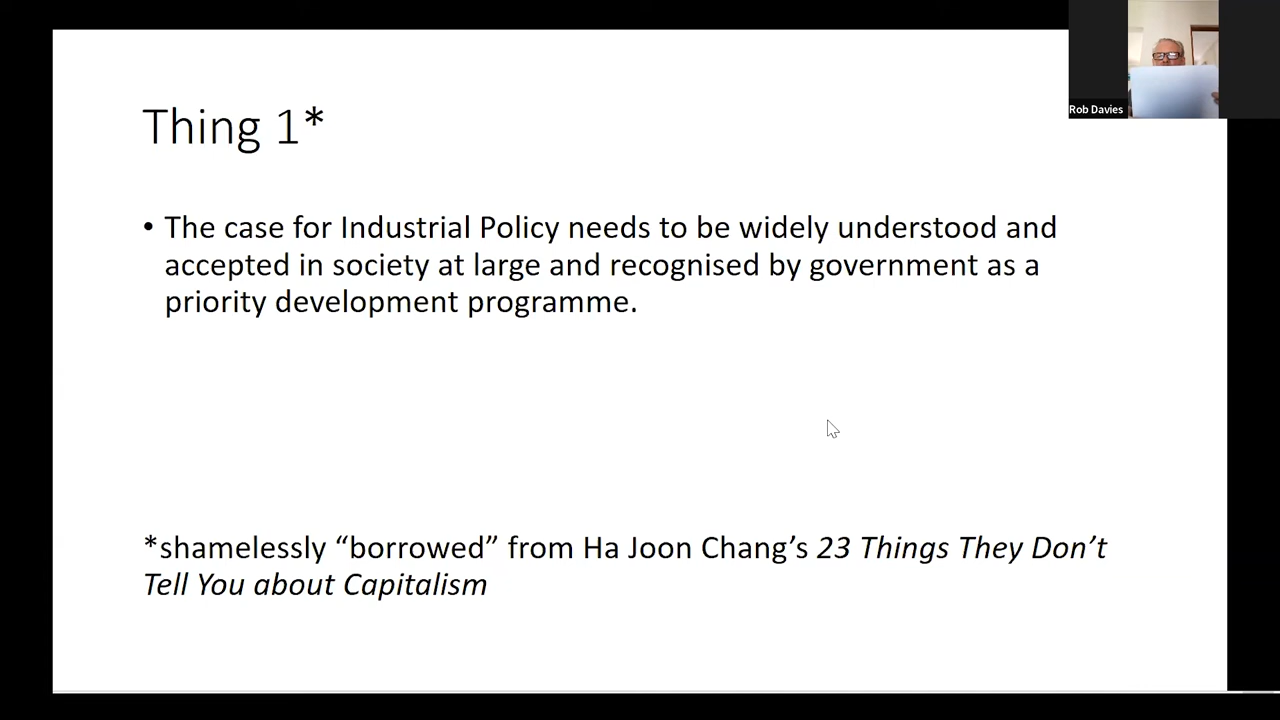 Rob Davies
Thing 1*
• The case for Industrial Policy needs to be widely understood and
accepted in society at large and recognised by government as a
priority development programme.
*shamelessly “borrowed” from Ha Joon Chang’s 23 Things They Don’t
Tell You about Capitalism